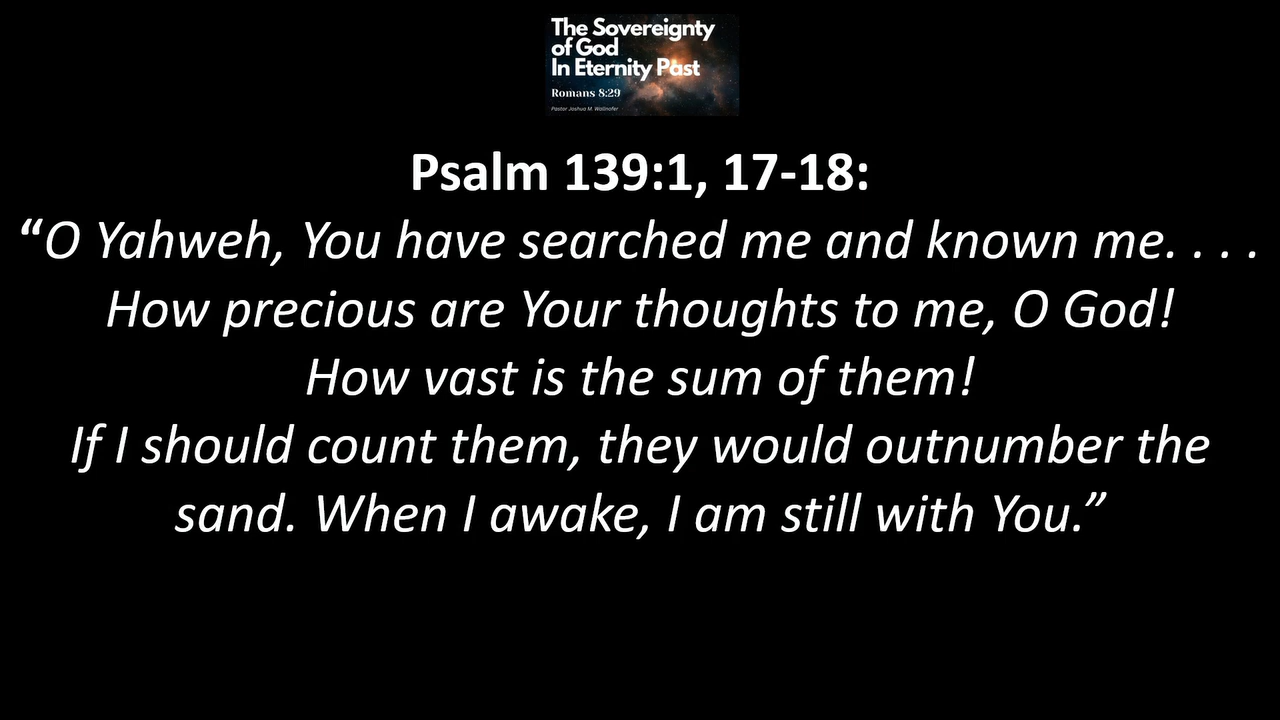 The Sovereignty
of God
In Eternity Past
Romans 8:29
Pastor Joshua M. Wallnofer
Psalm 139:1, 17-18:
“O Yahweh, You have searched me and known me. . . .
How precious are Your thoughts to me, O God!
How vast is the sum of them!
If I should count them, they would outnumber the
sand. When I awake, I am still with You.”